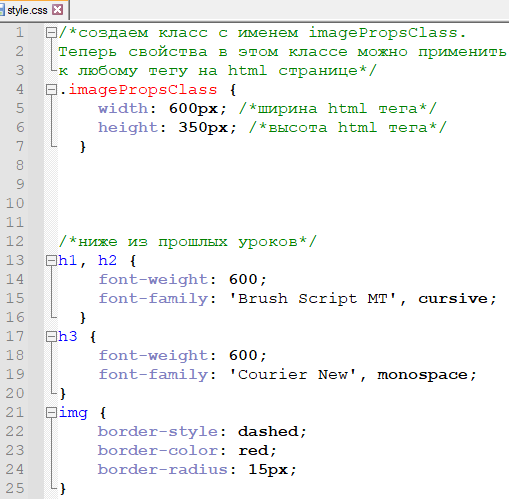 style.css
1 /*создаем класс с именем imagePropsClass.
2 Теперь свойства в этом классе можно применить
3 к любому тегу на html странице*/
4 .imagePropsClass {
5 width: 600px; /*ширина html тега*/
6 height: 350px; /*высота html тега*/
7 }
8
9
10
11
12 /*ниже из прошлых уроков*/
13 h1, h2 {
14 font-weight: 600;
15 font-family: 'Brush Script MT', cursive;
16 }
17 h3 {
18 font-weight: 600;
19 font-family: 'Courier New', monospace;
20 }
21 img {
22 border-style: dashed;
23 border-color: red;
24 border-radius: 15px;
25 }